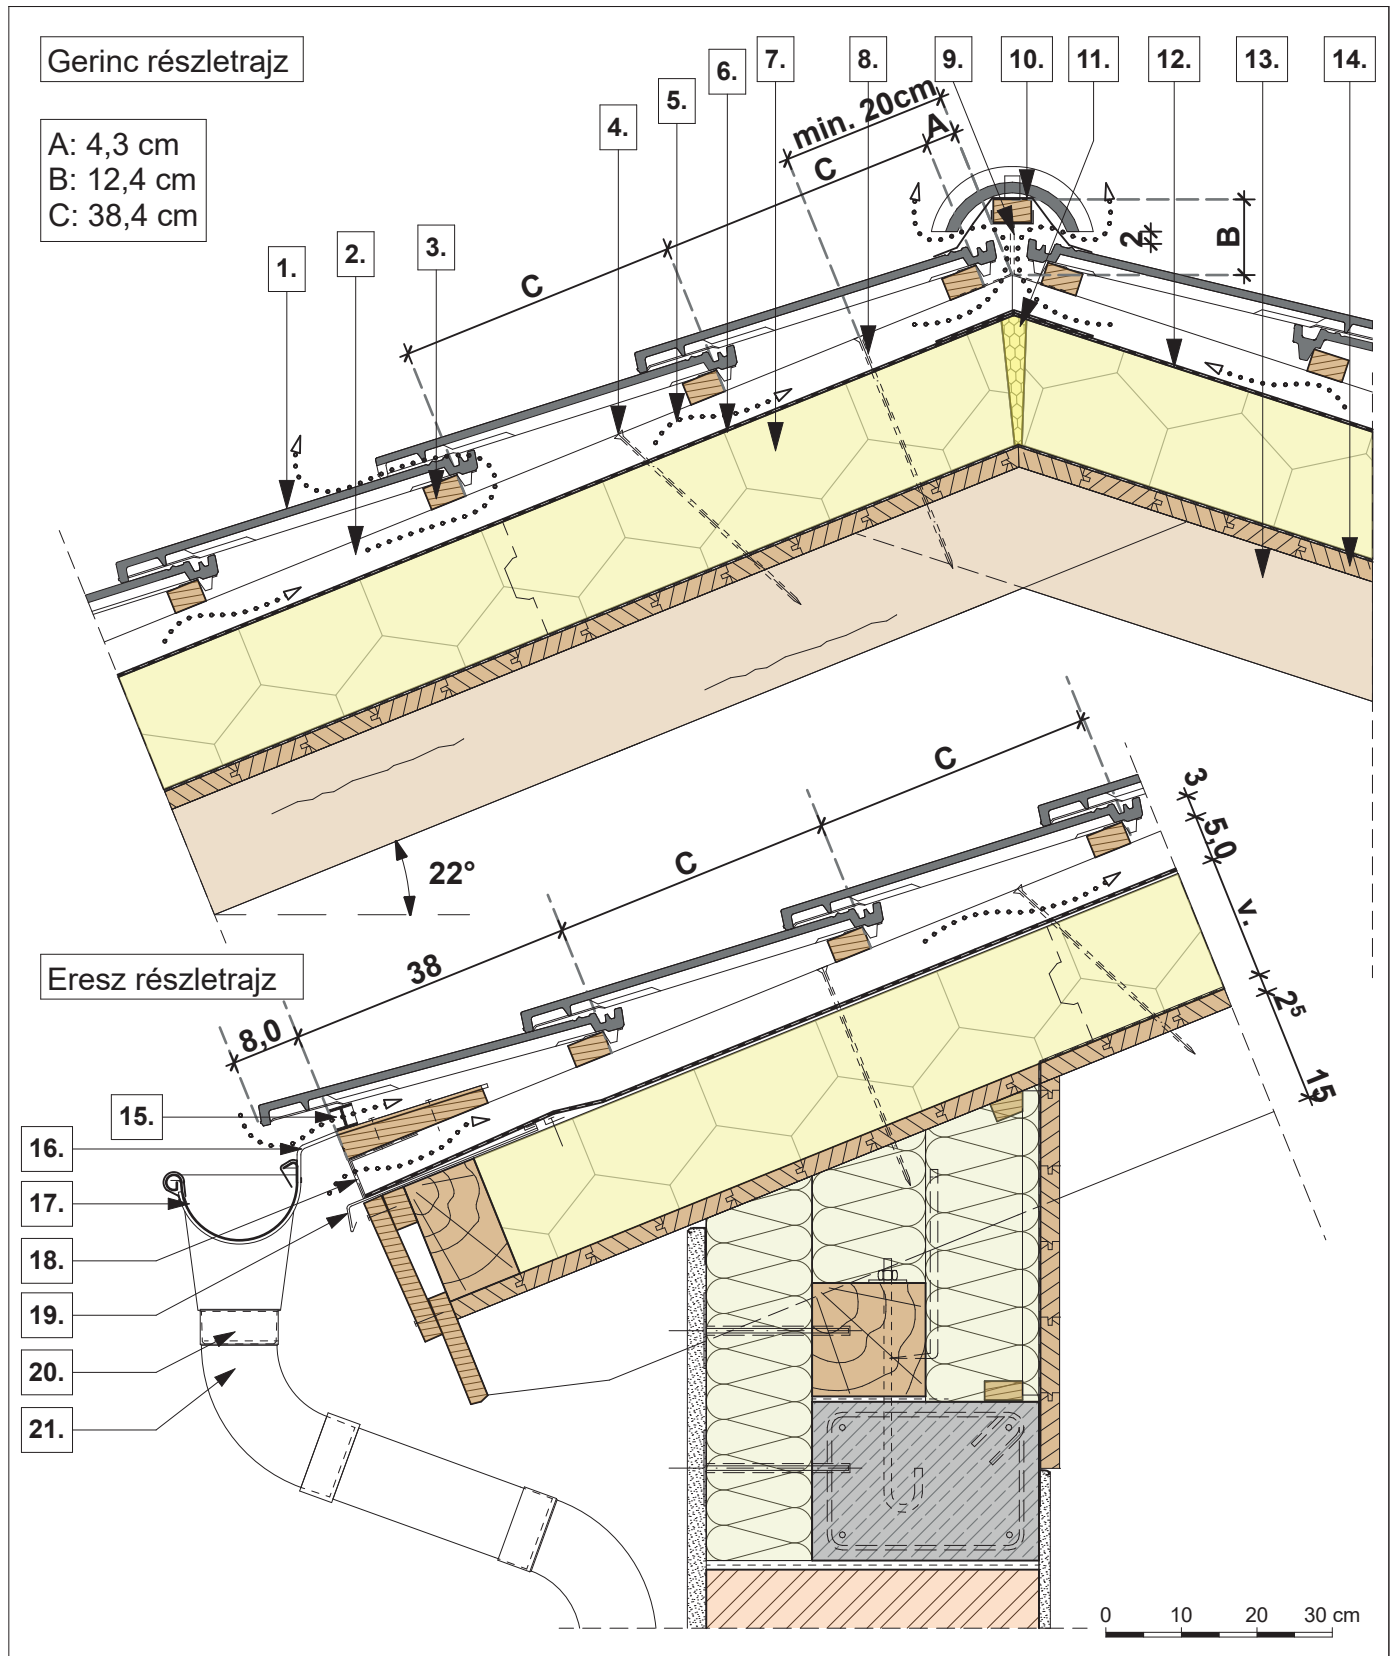 Gerinc részletrajz
A: 4,3 cm
B: 12,4 cm
C: 38,4 cm
1.
2.
3.
4.
5.
6.
7.
8.
9.
10.
11.
12.
13.
14.
min. 20cm
A
C
C
2
B
22°
C
C
38
8,0
3
5,0
v.
2⁵
15
Eresz részletrajz
15.
16.
17.
18.
19.
20.
21.
0 10 20 30 cm